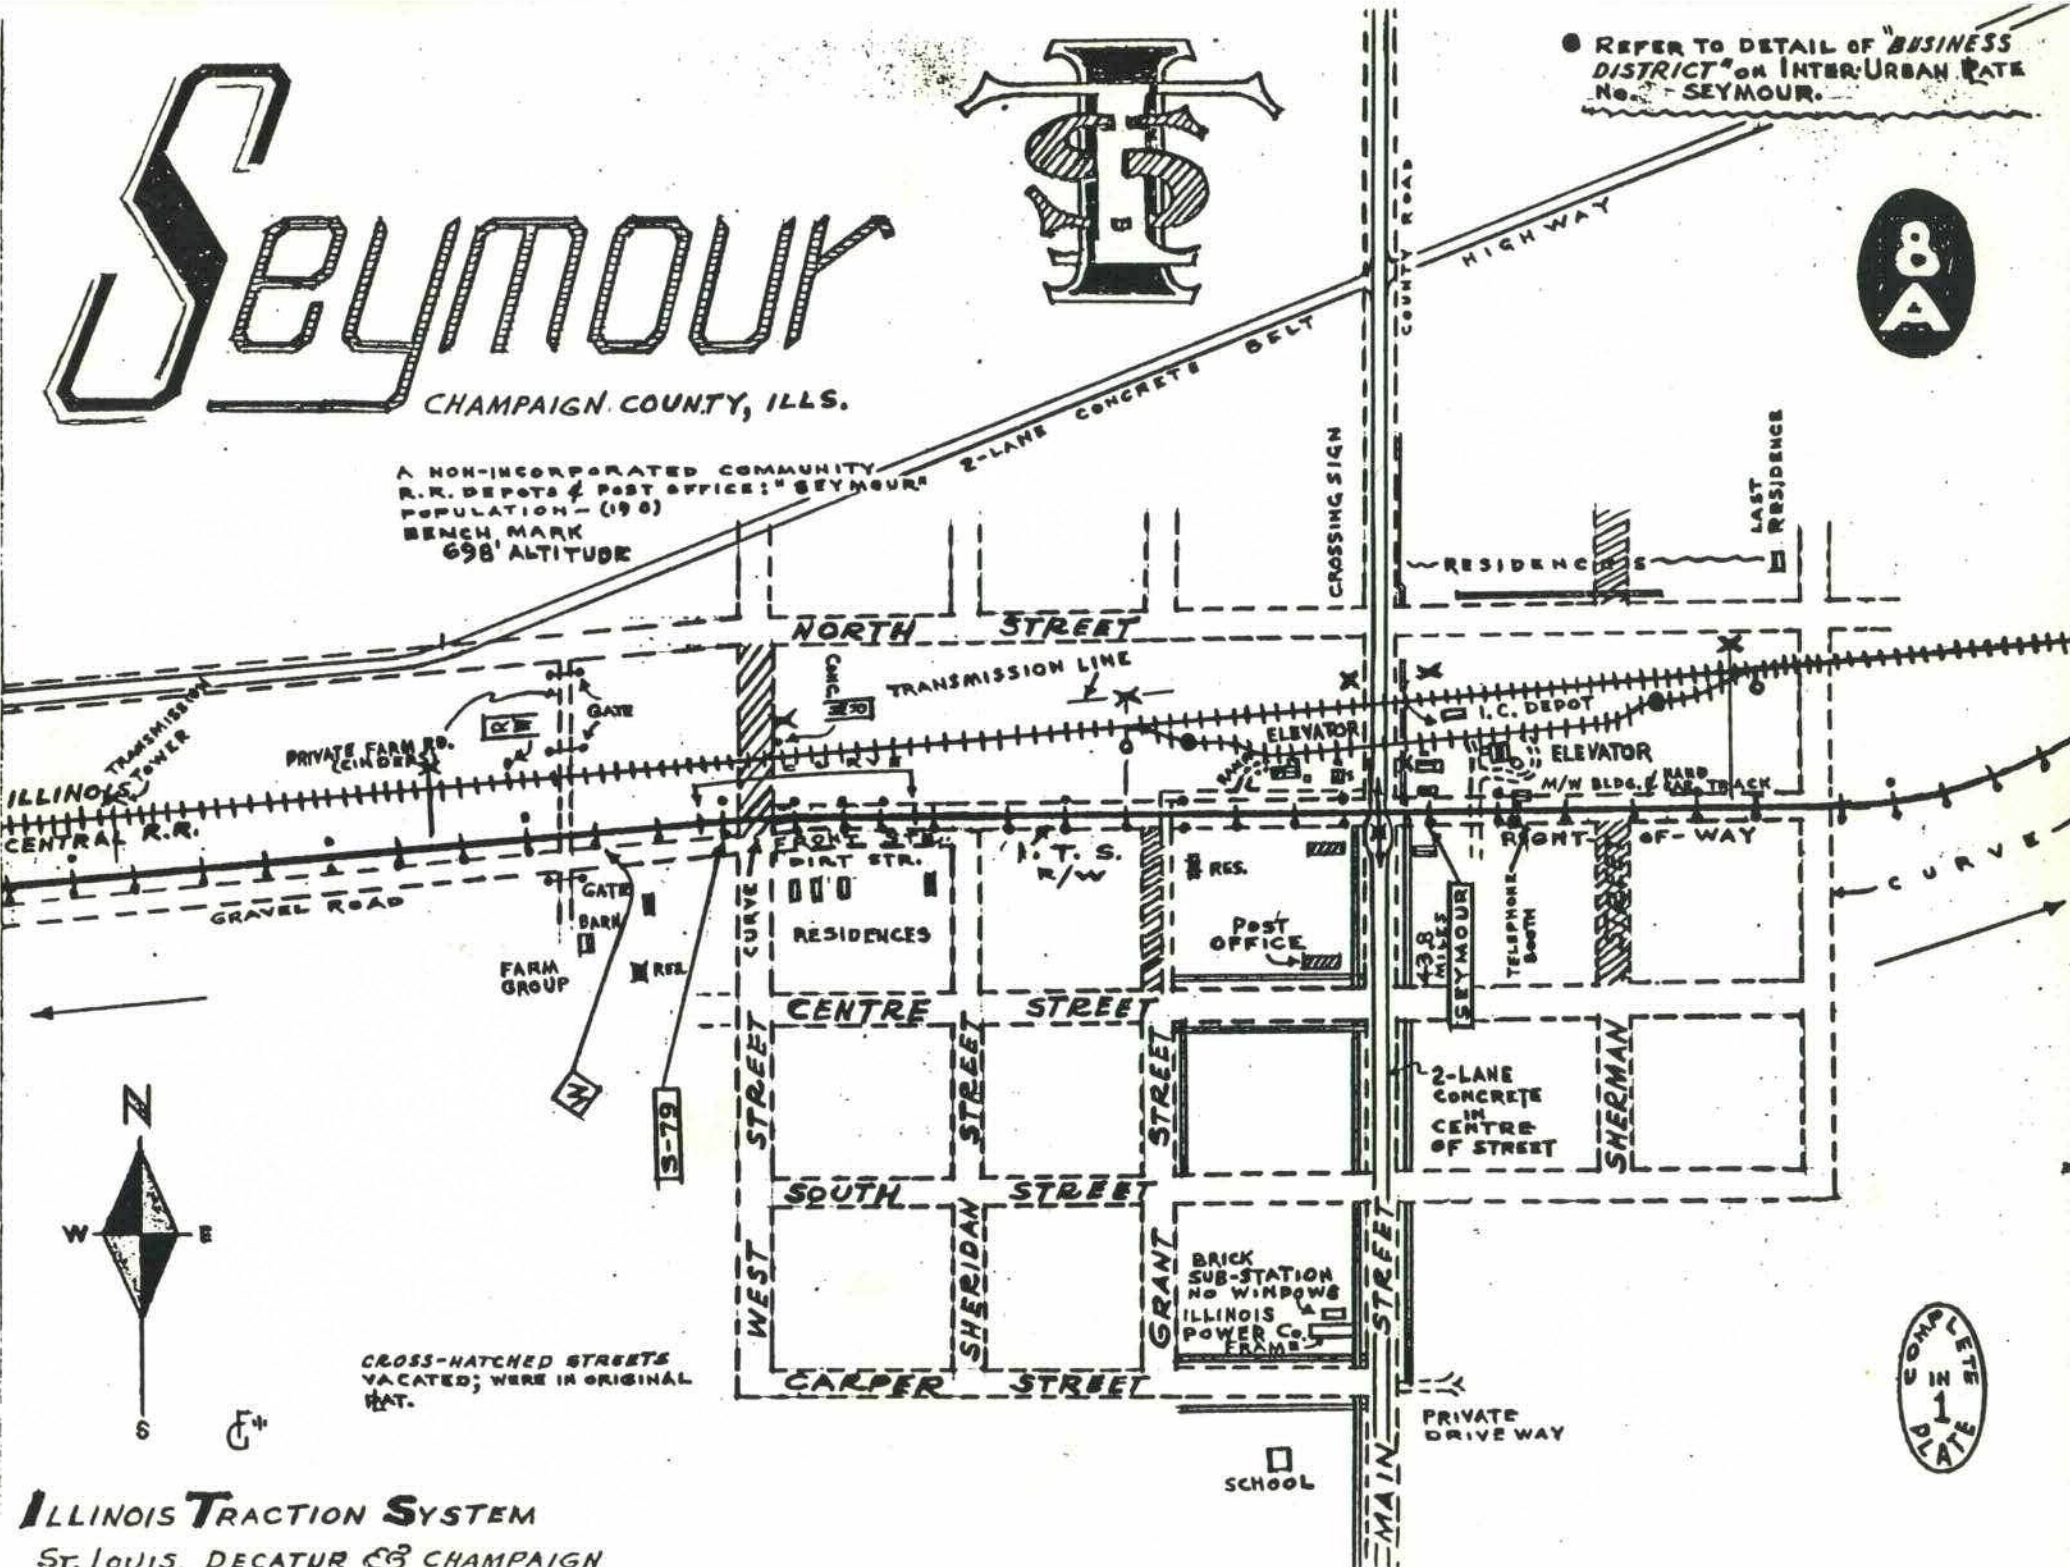 Seymour
CHAMPAIGN COUNTY, ILLS.
A NON-INCORPORATED COMMUNITY
R.R. DEPOTS & POST OFFICE: "SEYMOUR"
POPULATION-(190)
BENCH MARK
698' ALTITUDE
ITS
REFER TO DETAIL OF "BUSINESS
DISTRICT" ON INTER-URBAN PLATE
No. - SEYMOUR.
8
A
2-LANE CONCRETE BELT HIGHWAY
COUNTY ROAD
CROSSING SIGN
LAST
RESIDENCE
RESIDENCES
NORTH STREET
TRANSMISSION
TOWER
PRIVATE FARM RD.
(CINDERS)
GATE
CONC.
TRANSMISSION LINE
ILLINOIS
CENTRAL R.R.
CURVE
ELEVATOR
I.C. DEPOT
ELEVATOR
M/W BLDG. & HAND
CAR TRACK
RIGHT-OF-WAY
FRONT STR.
DIRT STR.
I.T.S.
R/W
RES.
GRAVEL ROAD
GATE
BARN
FARM
GROUP
RES.
CURVE
RESIDENCES
POST
OFFICE
43.8
MILES
SEYMOUR
TELEPHONE
BOOTH
CURVE
CENTRE STREET
W
S-79
WEST STREET
SHERIDAN STREET
GRANT STREET
MAIN STREET
SHERMAN
2-LANE
CONCRETE
IN
CENTRE
OF STREET
SOUTH STREET
BRICK
SUB-STATION
NO WINDOWS
ILLINOIS
POWER Co.
FRAME
CARPER STREET
PRIVATE
DRIVEWAY
SCHOOL
N
W
E
S
CROSS-HATCHED STREETS
VACATED; WERE IN ORIGINAL
PLAT.
COMPLETE
IN
1
PLATE
ILLINOIS TRACTION SYSTEM
ST. LOUIS, DECATUR & CHAMPAIGN